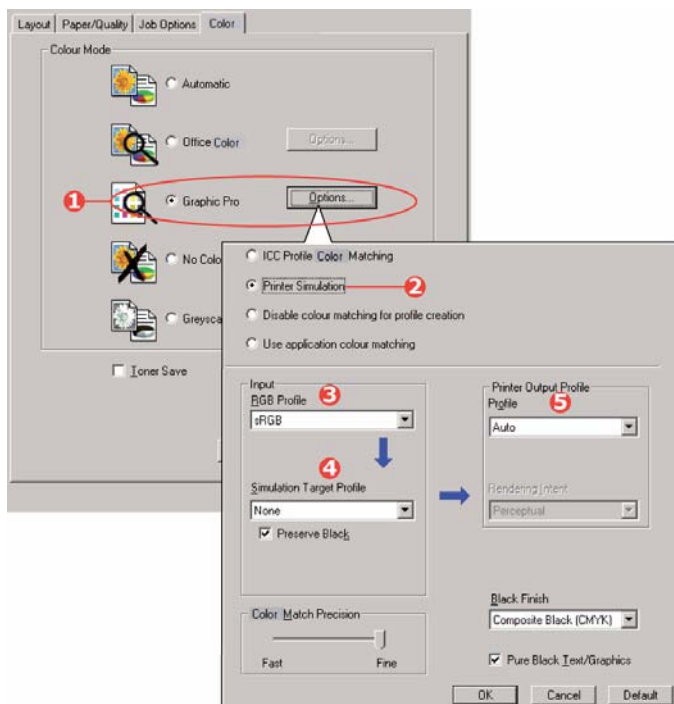 Layout Paper/Quality Job Options Color
Colour Mode
Automatic
Office Color Options...
1 Graphic Pro Options...
No Colo
Greysca
Toner Save
ICC Profile Color Matching
Printer Simulation 2
Disable colour matching for profile creation
Use application colour matching
Input
RGB Profile 3
sRGB
4
Simulation Target Profile
None
Preserve Black
Color Match Precision
Fast Fine
Printer Output Profile
Profile 5
Auto
Rendering Intent
Perceptual
Black Finish
Composite Black (CMYK)
Pure Black Text/Graphics
OK Cancel Default